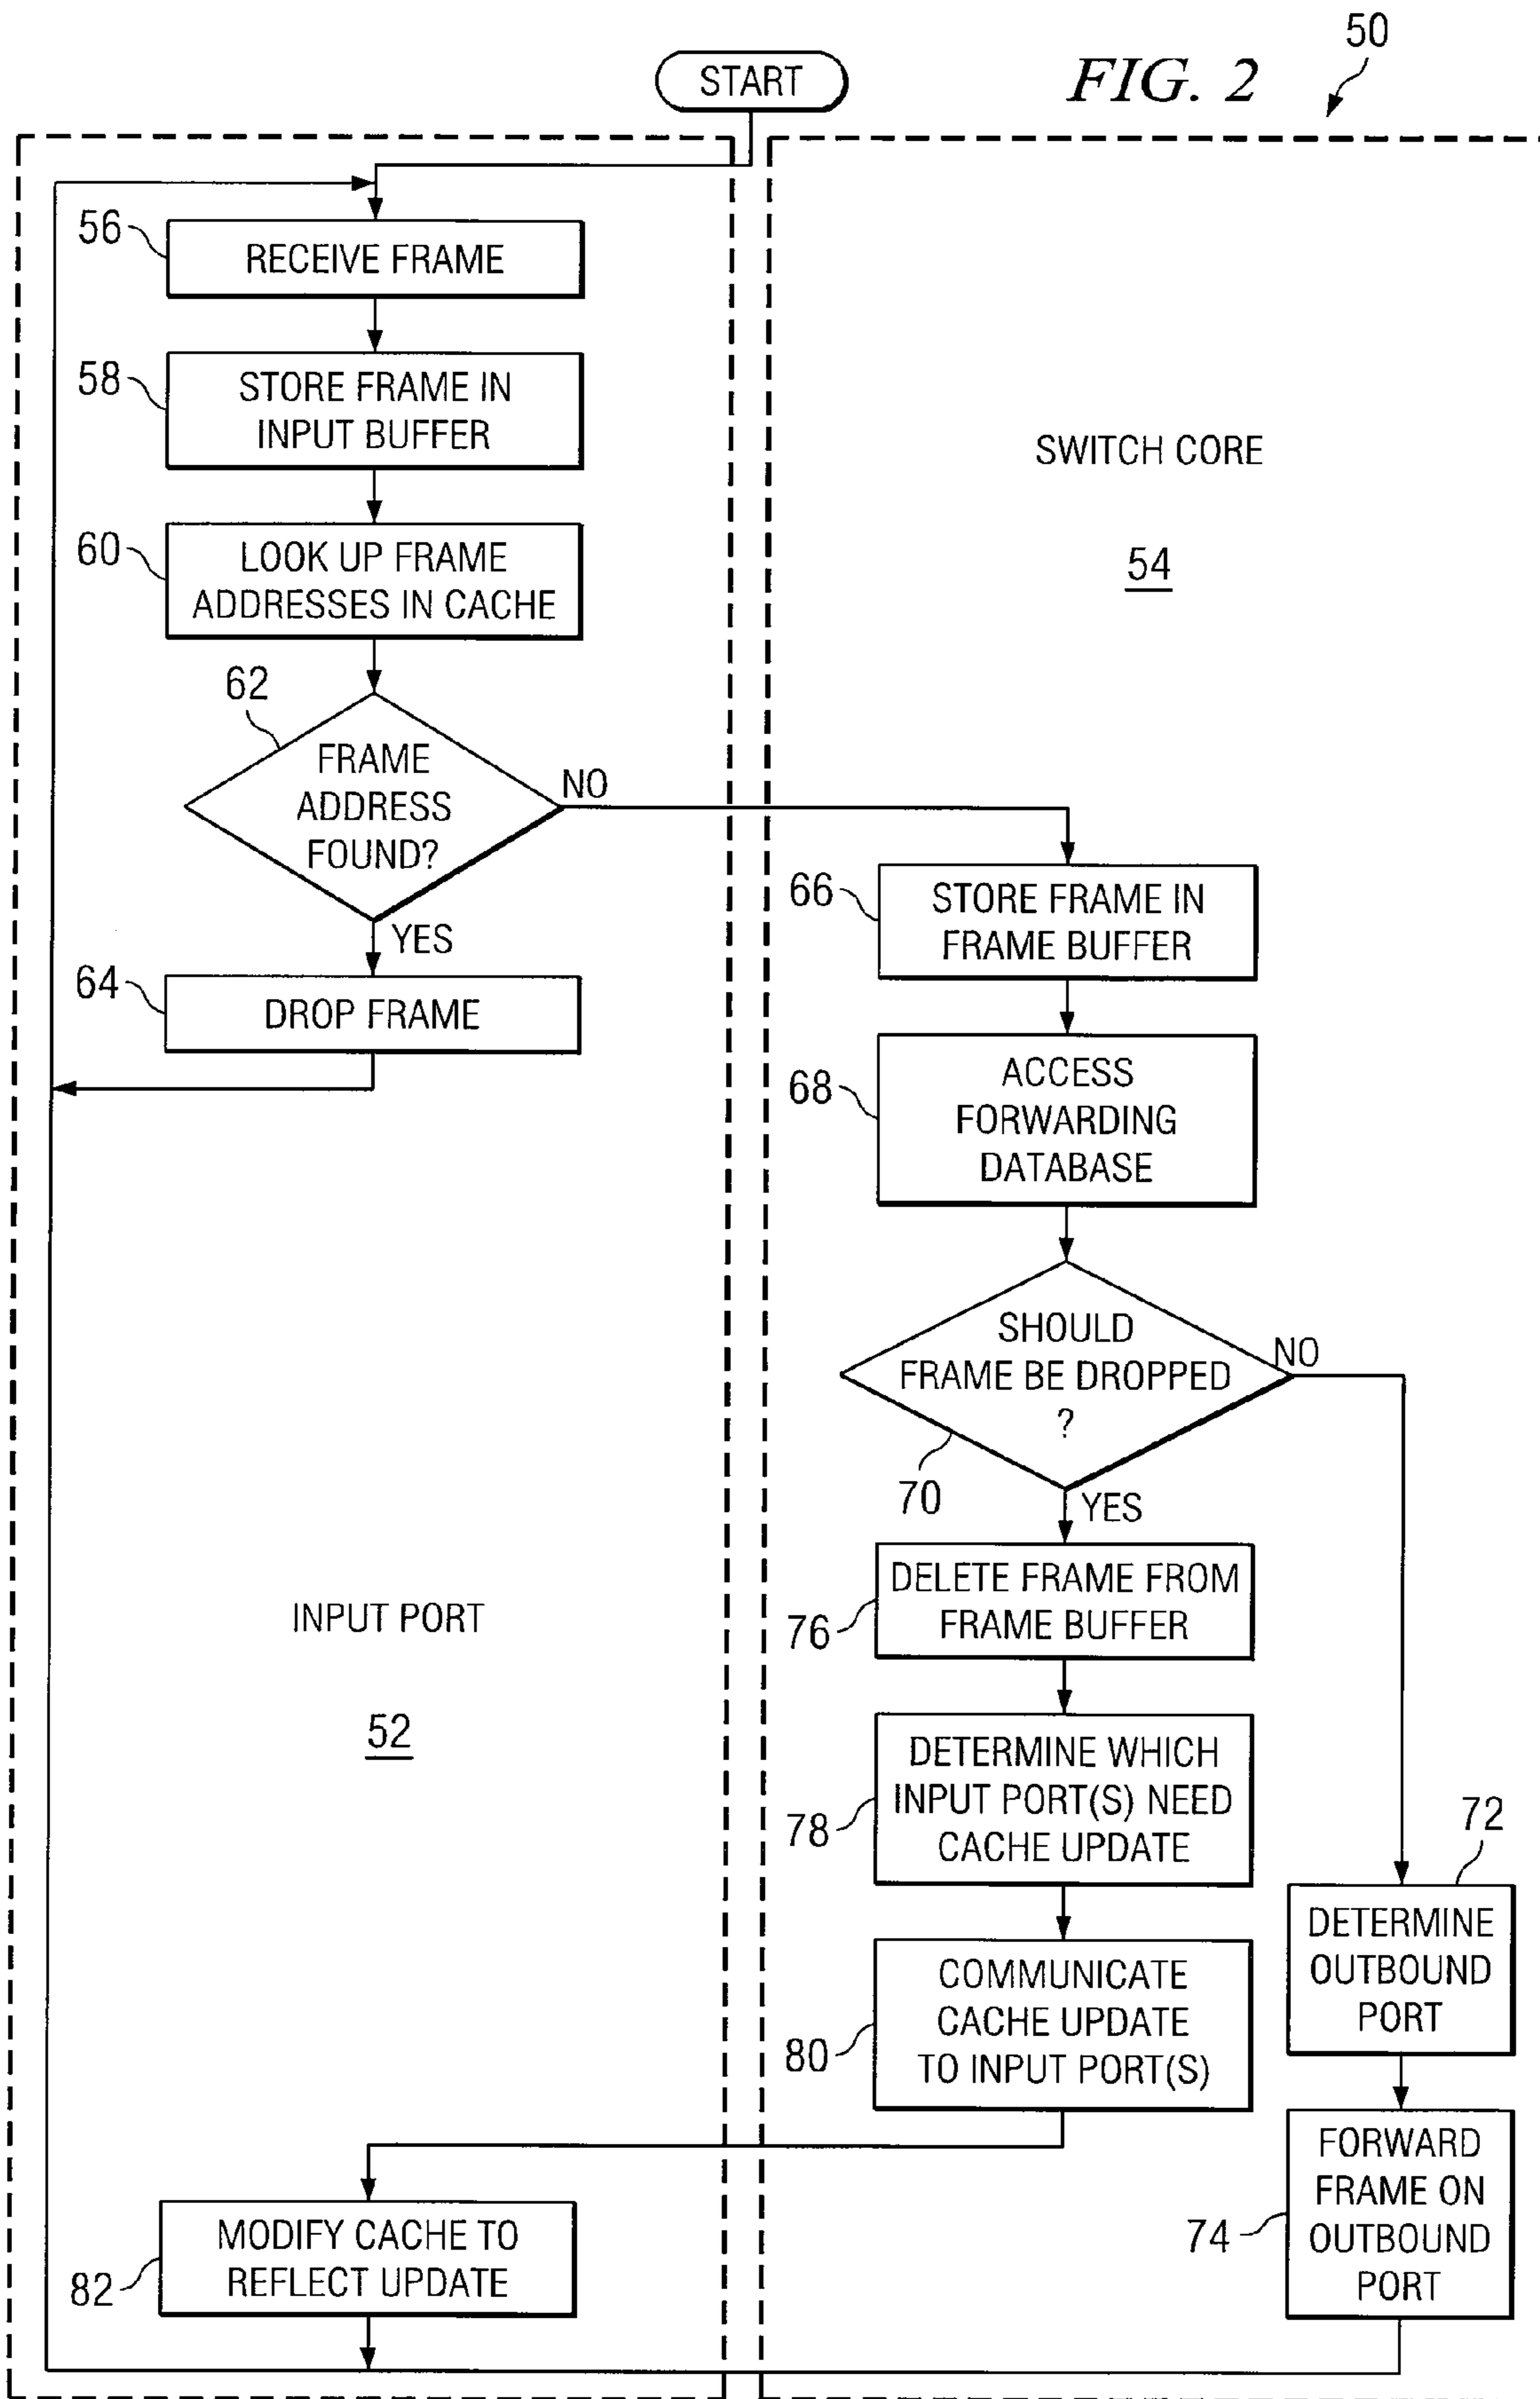 START
FIG. 2
50
56
RECEIVE FRAME
58
STORE FRAME IN
INPUT BUFFER
SWITCH CORE
54
60
LOOK UP FRAME
ADDRESSES IN CACHE
62
FRAME
ADDRESS
FOUND?
NO
YES
64
DROP FRAME
66
STORE FRAME IN
FRAME BUFFER
68
ACCESS
FORWARDING
DATABASE
SHOULD
FRAME BE DROPPED
?
NO
70
YES
76
DELETE FRAME FROM
FRAME BUFFER
INPUT PORT
52
78
DETERMINE WHICH
INPUT PORT(S) NEED
CACHE UPDATE
72
DETERMINE
OUTBOUND
PORT
80
COMMUNICATE
CACHE UPDATE
TO INPUT PORT(S)
74
FORWARD
FRAME ON
OUTBOUND
PORT
82
MODIFY CACHE TO
REFLECT UPDATE